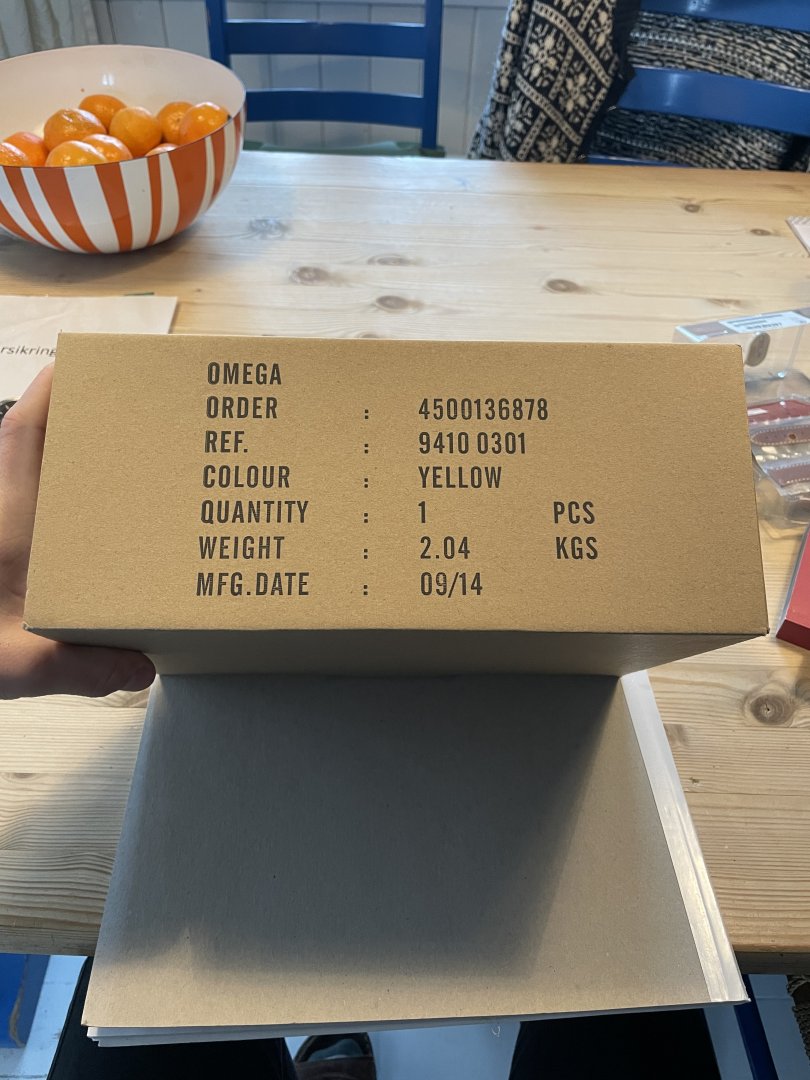 rsikring
OMEGA
ORDER : 4500136878
REF. : 9410 0301
COLOUR : YELLOW
QUANTITY : 1 PCS
WEIGHT : 2.04 KGS
MFG.DATE : 09/14